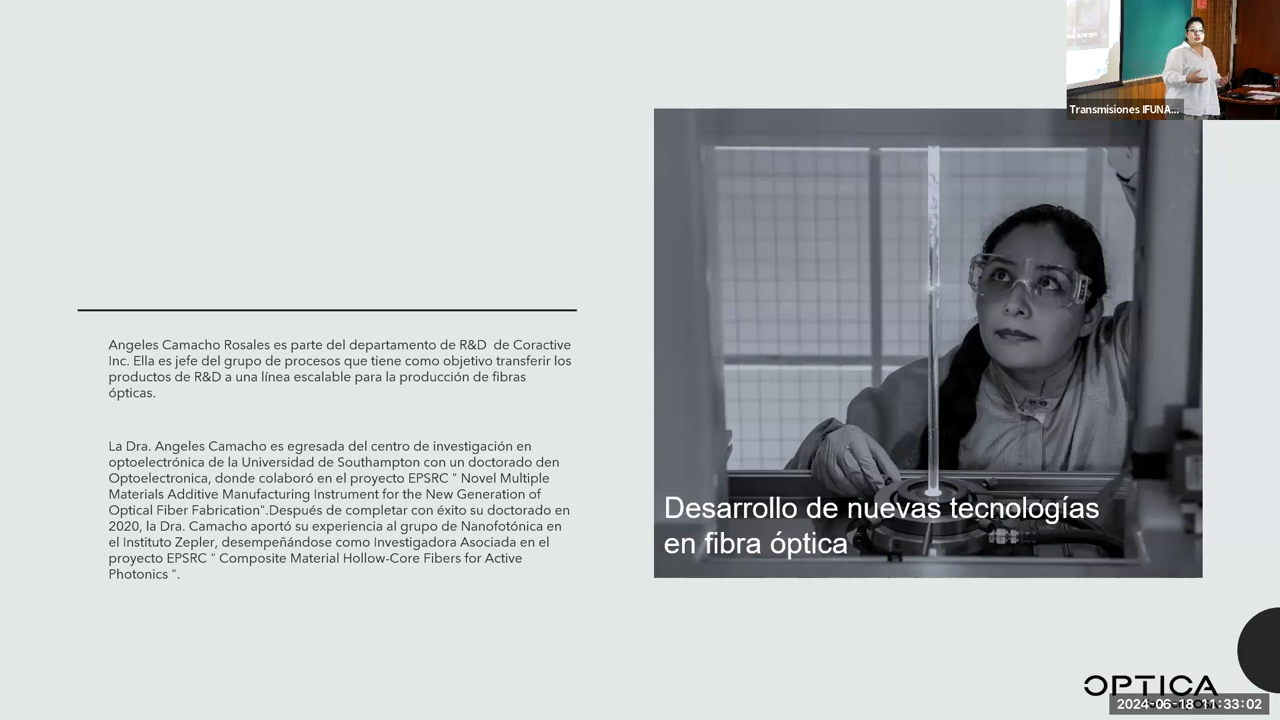 Transmisiones IFUNA...
Angeles Camacho Rosales es parte del departamento de R&D de Coractive
Inc. Ella es jefe del grupo de procesos que tiene como objetivo transferir los
productos de R&D a una línea escalable para la producción de fibras
ópticas.
La Dra. Angeles Camacho es egresada del centro de investigación en
optoelectrónica de la Universidad de Southampton con un doctorado den
Optoelectronica, donde colaboró en el proyecto EPSRC " Novel Multiple
Materials Additive Manufacturing Instrument for the New Generation of
Optical Fiber Fabrication".Después de completar con éxito su doctorado en
2020, la Dra. Camacho aportó su experiencia al grupo de Nanofotónica en
el Instituto Zepler, desempeñándose como Investigadora Asociada en el
proyecto EPSRC " Composite Material Hollow-Core Fibers for Active
Photonics ".
Desarrollo de nuevas tecnologías
en fibra óptica
OPTICA
2024-06-18 11:33:02